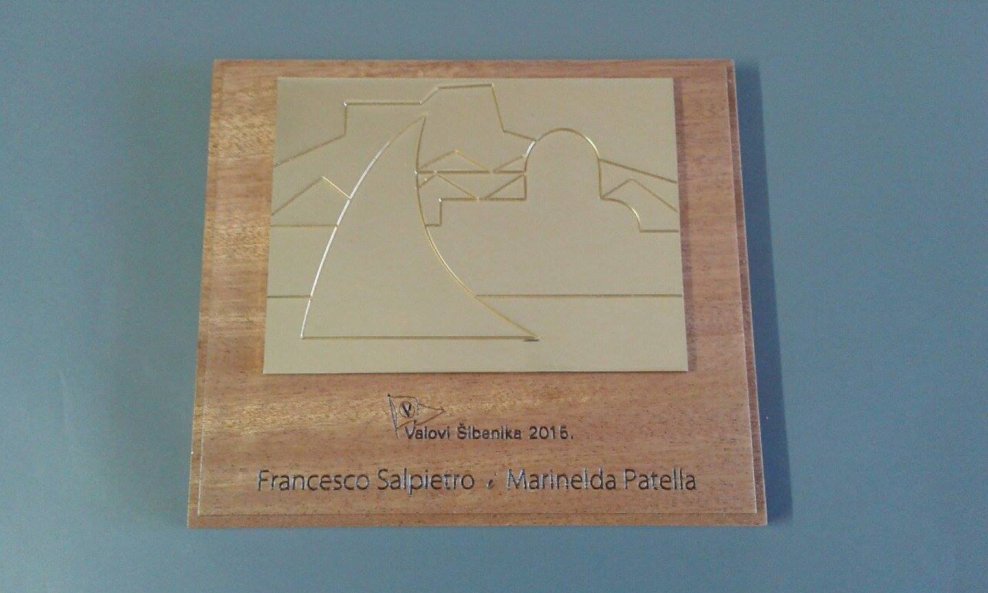 V
Valovi Šibenika 2015.
Francesco Salpietro i Marinelda Patella